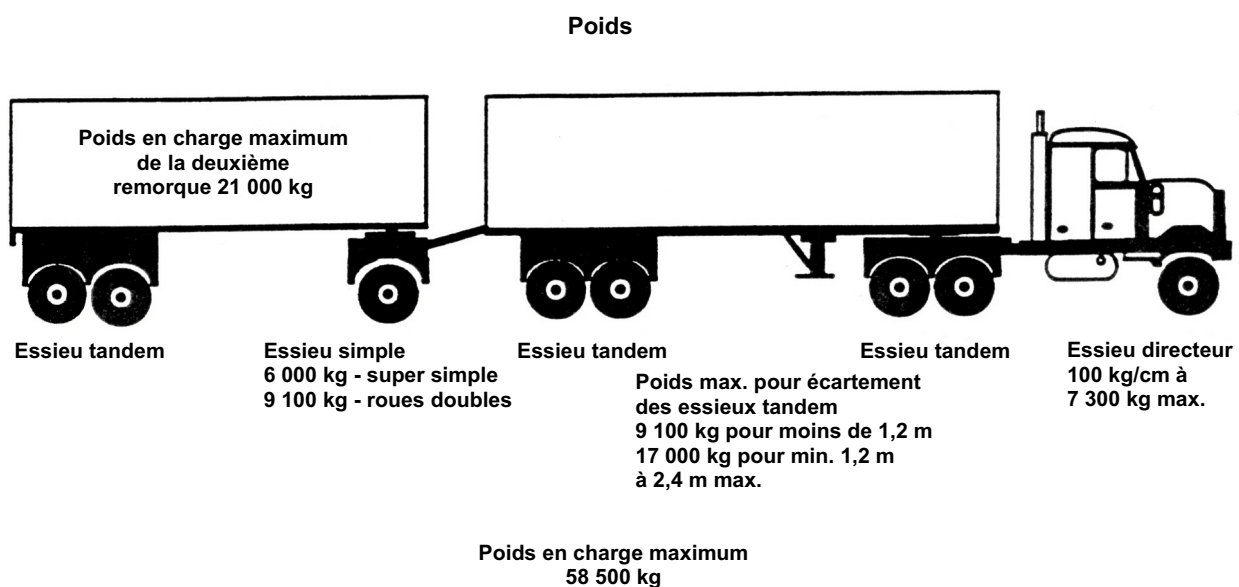 Poids
Poids en charge maximum
de la deuxième
remorque 21 000 kg
Essieu tandem
Essieu simple
6 000 kg - super simple
9 100 kg - roues doubles
Essieu tandem
Poids max. pour écartement
des essieux tandem
9 100 kg pour moins de 1,2 m
17 000 kg pour min. 1,2 m
à 2,4 m max.
Essieu tandem
Essieu directeur
100 kg/cm à
7 300 kg max.
Poids en charge maximum
58 500 kg